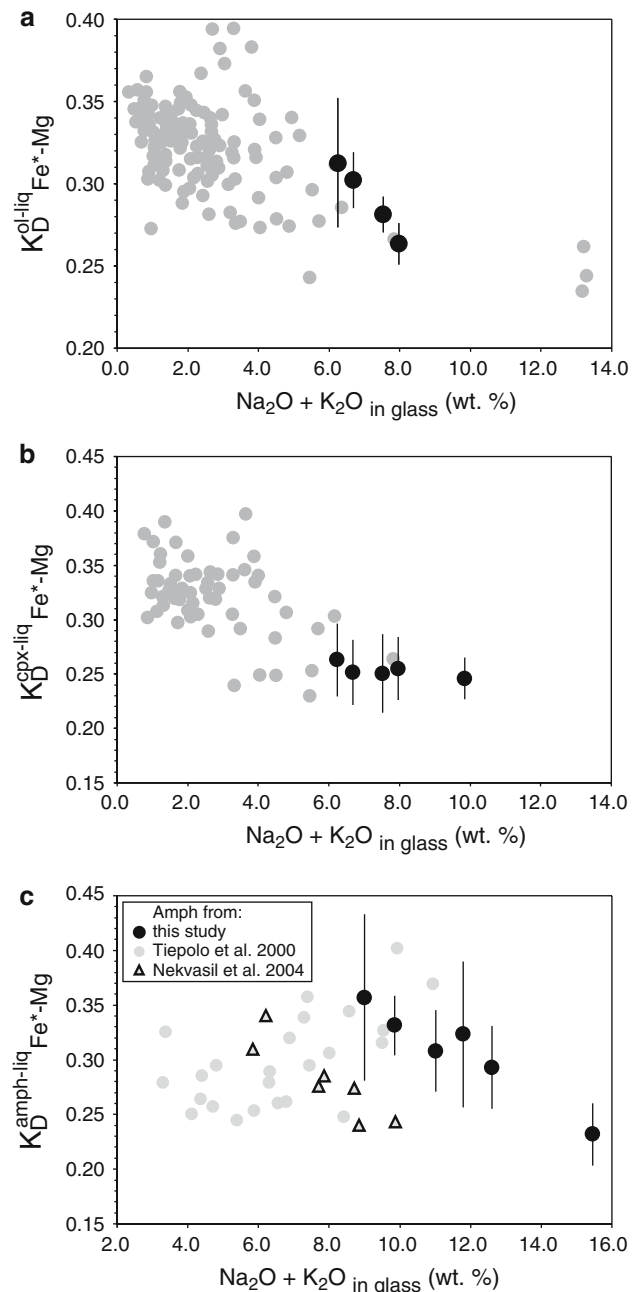 a
0.40
0.35
0.30
0.25
0.20
K_D^ol-liq Fe*-Mg
0.0 2.0 4.0 6.0 8.0 10.0 12.0 14.0
Na₂O + K₂O in glass (wt. %)
b
0.45
0.40
0.35
0.30
0.25
0.20
0.15
K_D^cpx-liq Fe*-Mg
0.0 2.0 4.0 6.0 8.0 10.0 12.0 14.0
Na₂O + K₂O in glass (wt. %)
c
0.45
0.40
0.35
0.30
0.25
0.20
0.15
K_D^amph-liq Fe*-Mg
Amph from:
this study
Tiepolo et al. 2000
Nekvasil et al. 2004
2.0 4.0 6.0 8.0 10.0 12.0 14.0 16.0
Na₂O + K₂O in glass (wt. %)